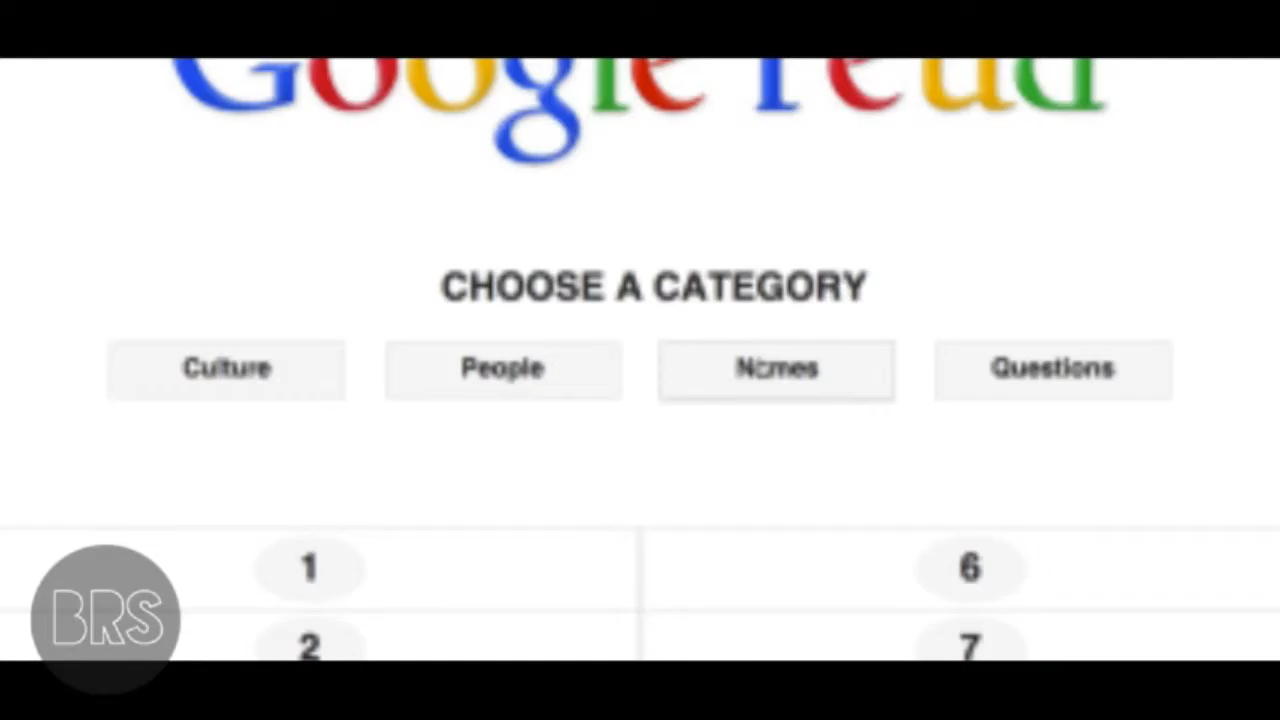 Google feud
CHOOSE A CATEGORY
Culture People Names Questions
1 6
2 7
BRS